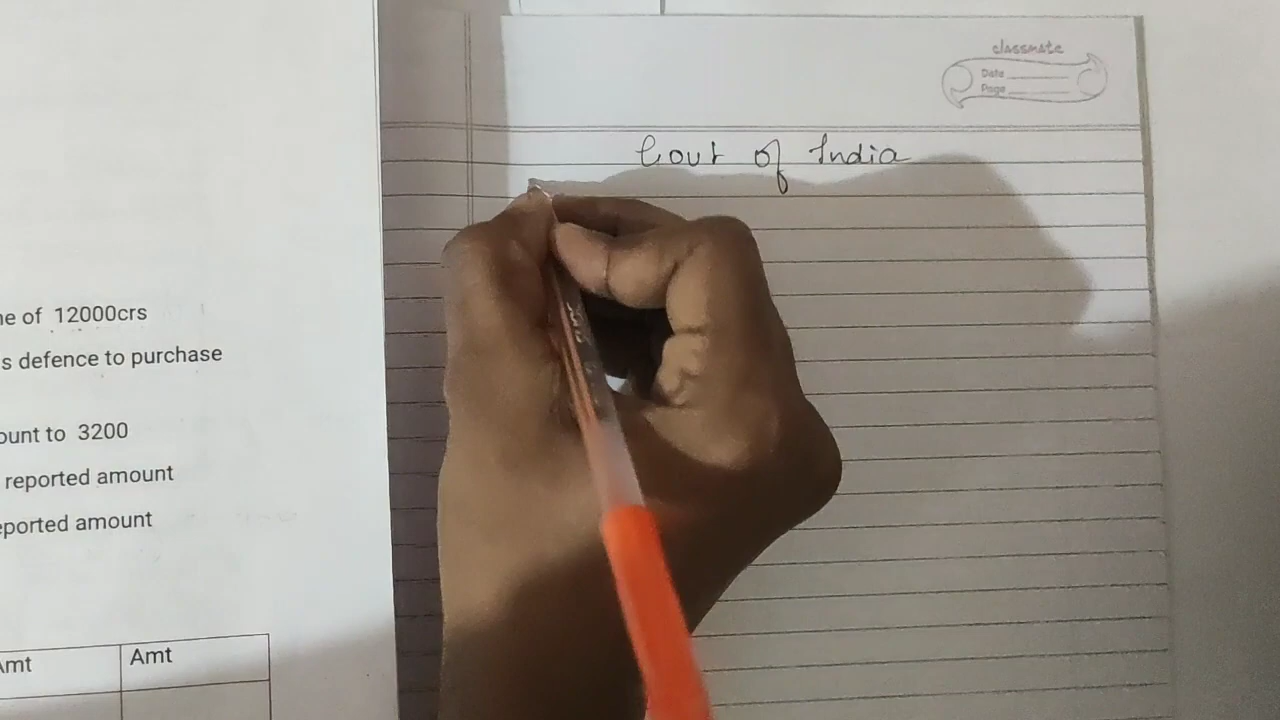 classmate
Date
Page
Govt of India
ne of 12000crs
s defence to purchase
ount to 3200
reported amount
eported amount
Amt Amt